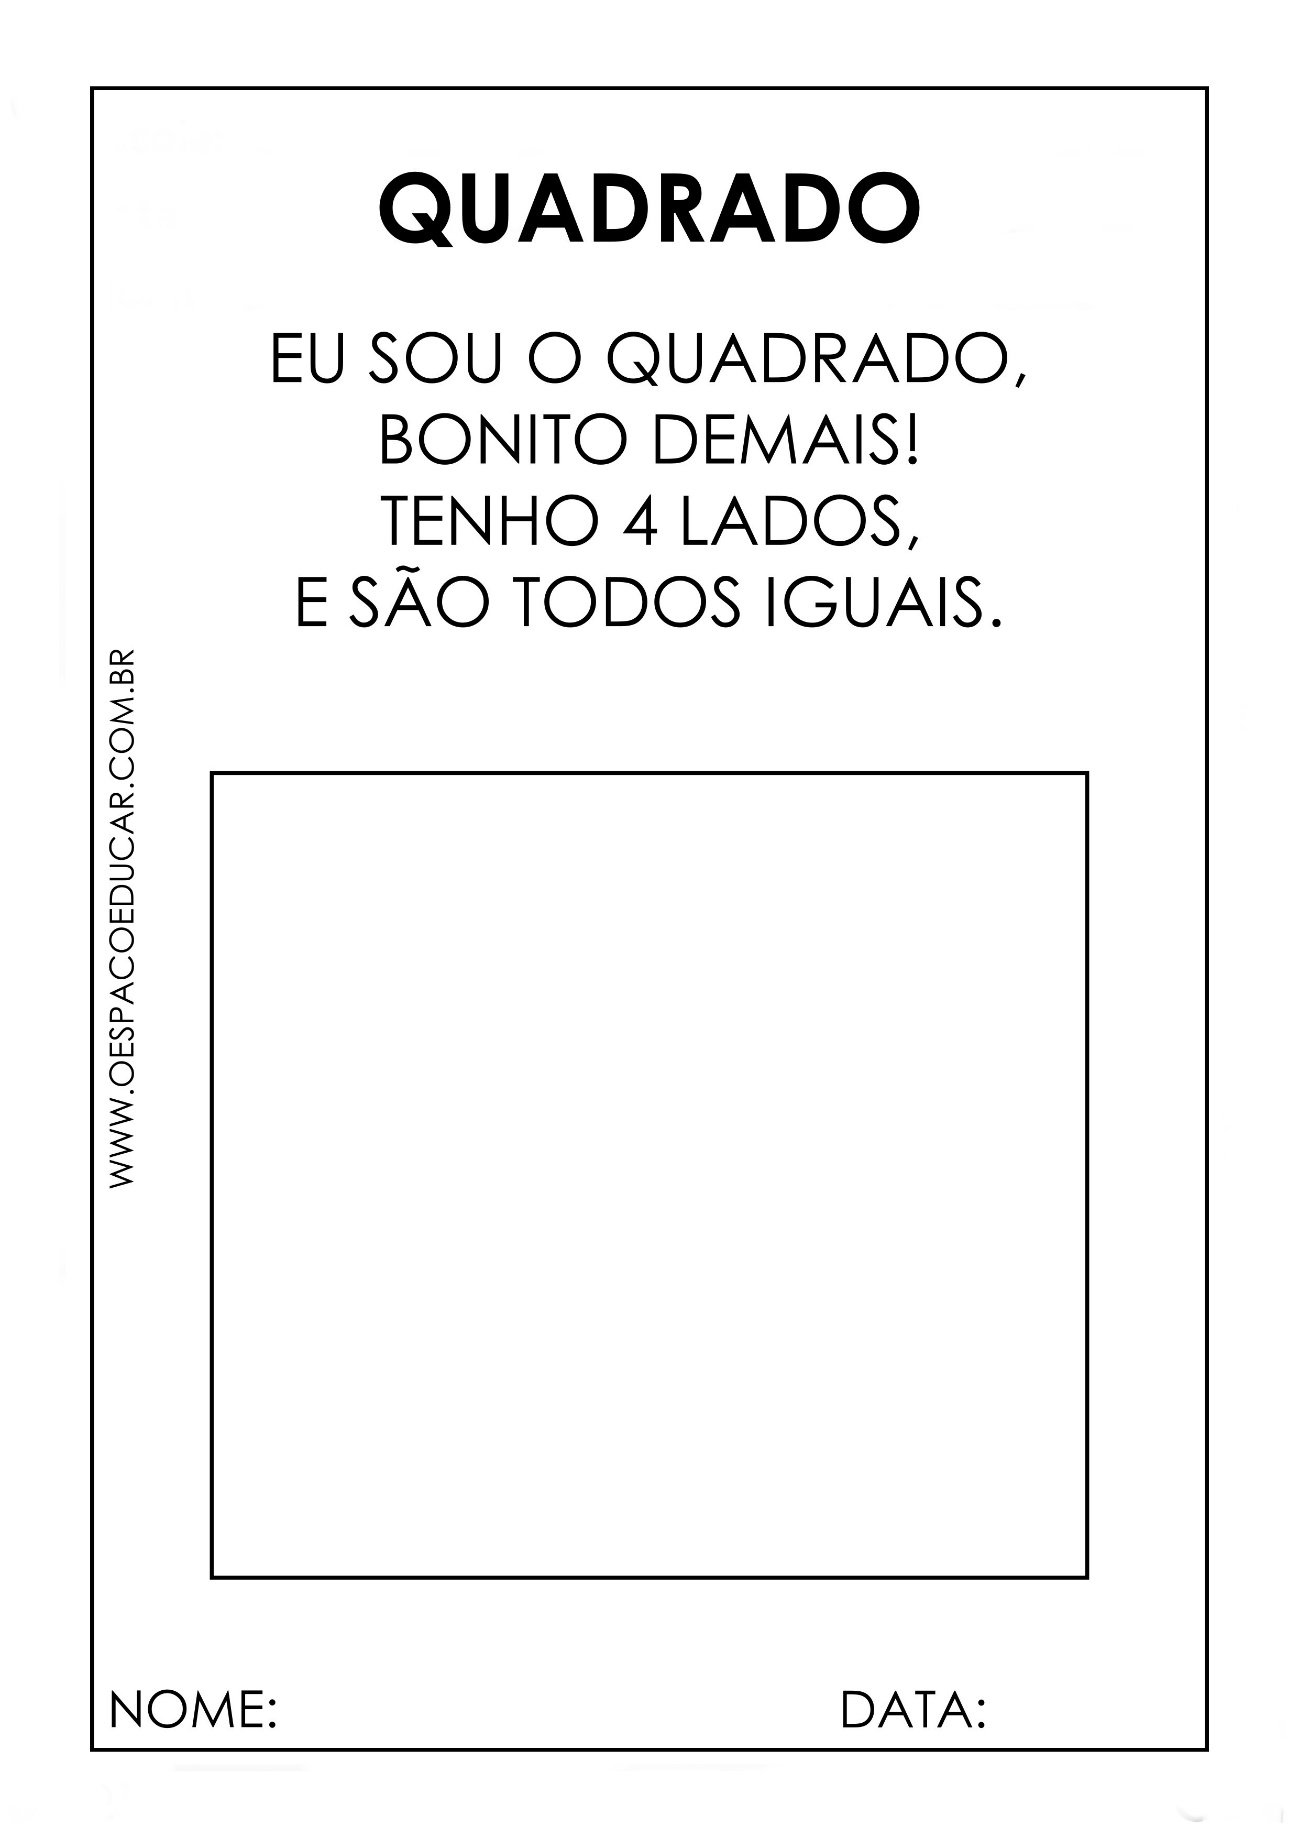 QUADRADO
EU SOU O QUADRADO,
BONITO DEMAIS!
TENHO 4 LADOS,
E SÃO TODOS IGUAIS.
WWW.OESPACOEDUCAR.COM.BR
NOME:
DATA: